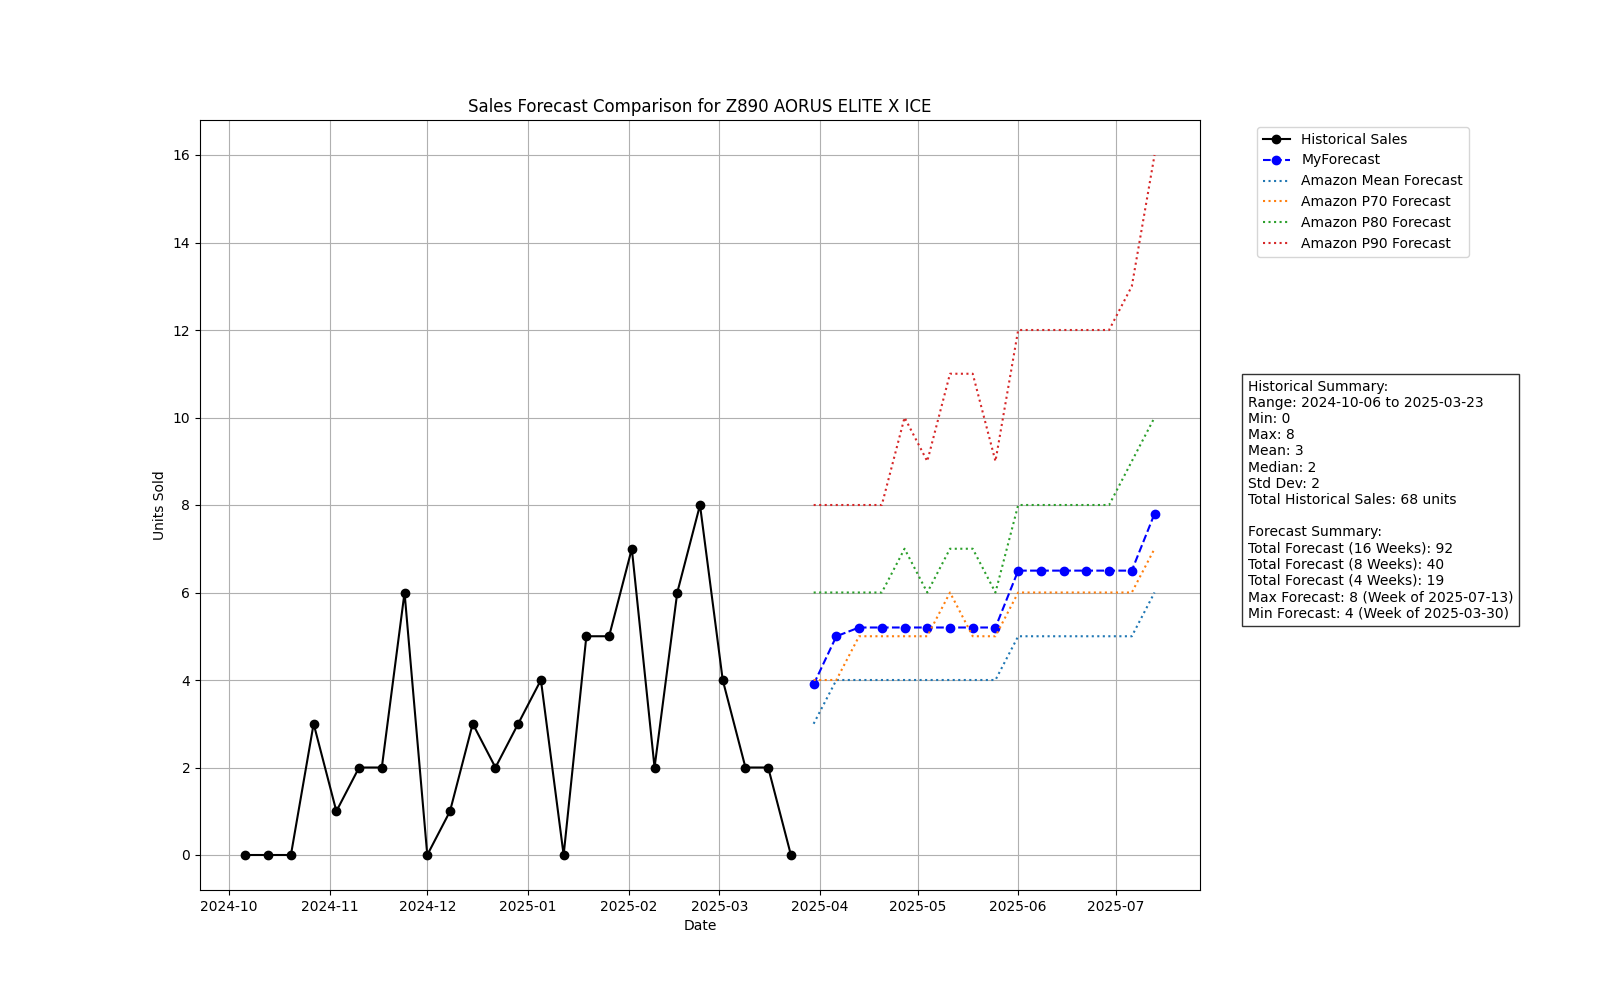 Sales Forecast Comparison for Z890 AORUS ELITE X ICE
Historical Sales
MyForecast
Amazon Mean Forecast
Amazon P70 Forecast
Amazon P80 Forecast
Amazon P90 Forecast
16
14
12
10
8
6
4
2
0
Units Sold
2024-10 2024-11 2024-12 2025-01 2025-02 2025-03 2025-04 2025-05 2025-06 2025-07
Date
Historical Summary:
Range: 2024-10-06 to 2025-03-23
Min: 0
Max: 8
Mean: 3
Median: 2
Std Dev: 2
Total Historical Sales: 68 units
Forecast Summary:
Total Forecast (16 Weeks): 92
Total Forecast (8 Weeks): 40
Total Forecast (4 Weeks): 19
Max Forecast: 8 (Week of 2025-07-13)
Min Forecast: 4 (Week of 2025-03-30)